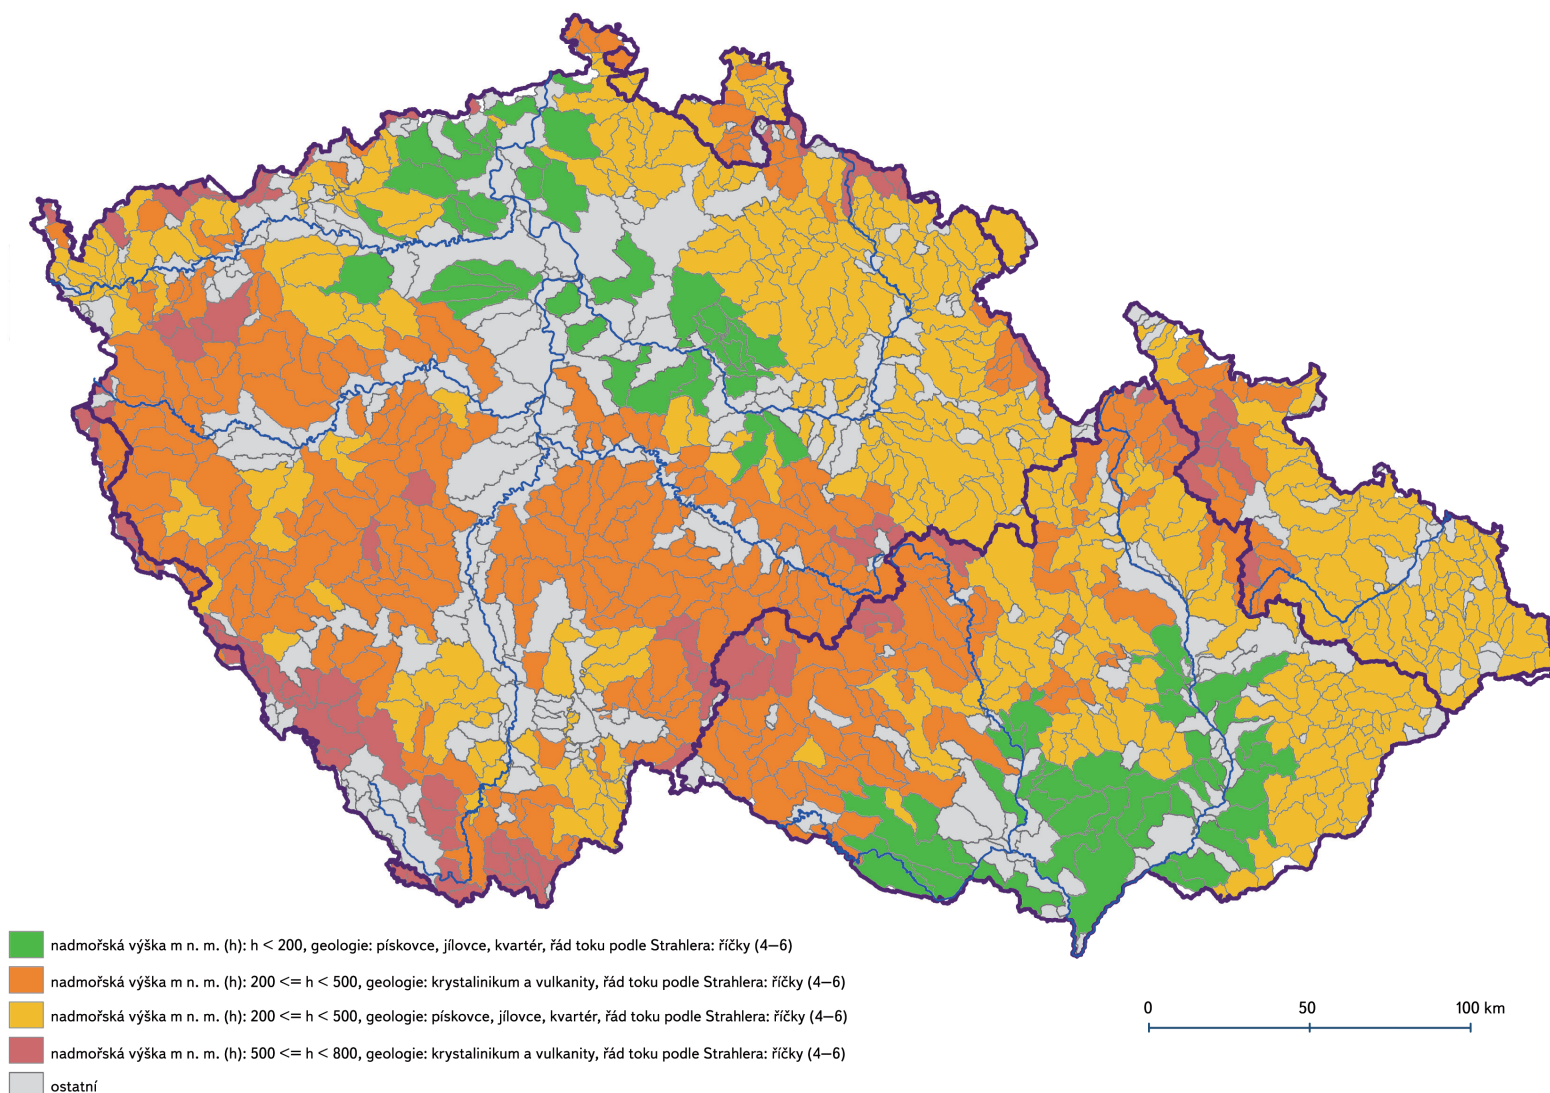 nadmořská výška m n. m. (h): h < 200, geologie: pískovce, jílovce, kvartér, řád toku podle Strahlera: říčky (4–6)
nadmořská výška m n. m. (h): 200 <= h < 500, geologie: krystalinikum a vulkanity, řád toku podle Strahlera: říčky (4–6)
nadmořská výška m n. m. (h): 200 <= h < 500, geologie: pískovce, jílovce, kvartér, řád toku podle Strahlera: říčky (4–6)
nadmořská výška m n. m. (h): 500 <= h < 800, geologie: krystalinikum a vulkanity, řád toku podle Strahlera: říčky (4–6)
ostatní
0 50 100 km